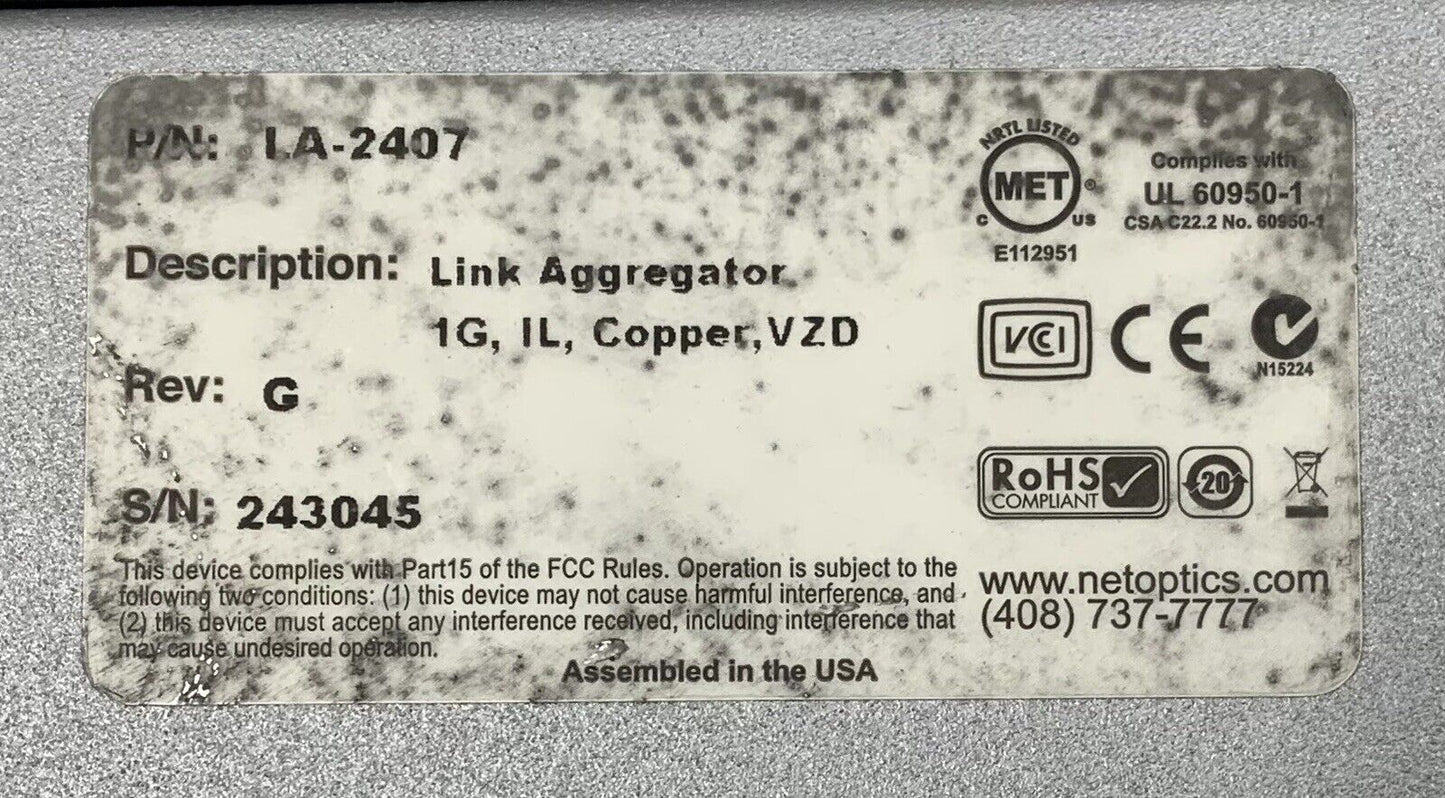 P/N: LA-2407
Description: Link Aggregator
1G, IL, Copper,VZD
Rev: G
S/N: 243045
This device complies with Part15 of the FCC Rules. Operation is subject to the
following two conditions: (1) this device may not cause harmful interference, and
(2) this device must accept any interference received, including interference that
may cause undesired operation.
Assembled in the USA
NRTL LISTED
MET®
C US
E112951
Complies with
UL 60950-1
CSA C22.2 No. 60950-1
VCI
CE
N15224
RoHS
COMPLIANT
20
www.netoptics.com
(408) 737-7777